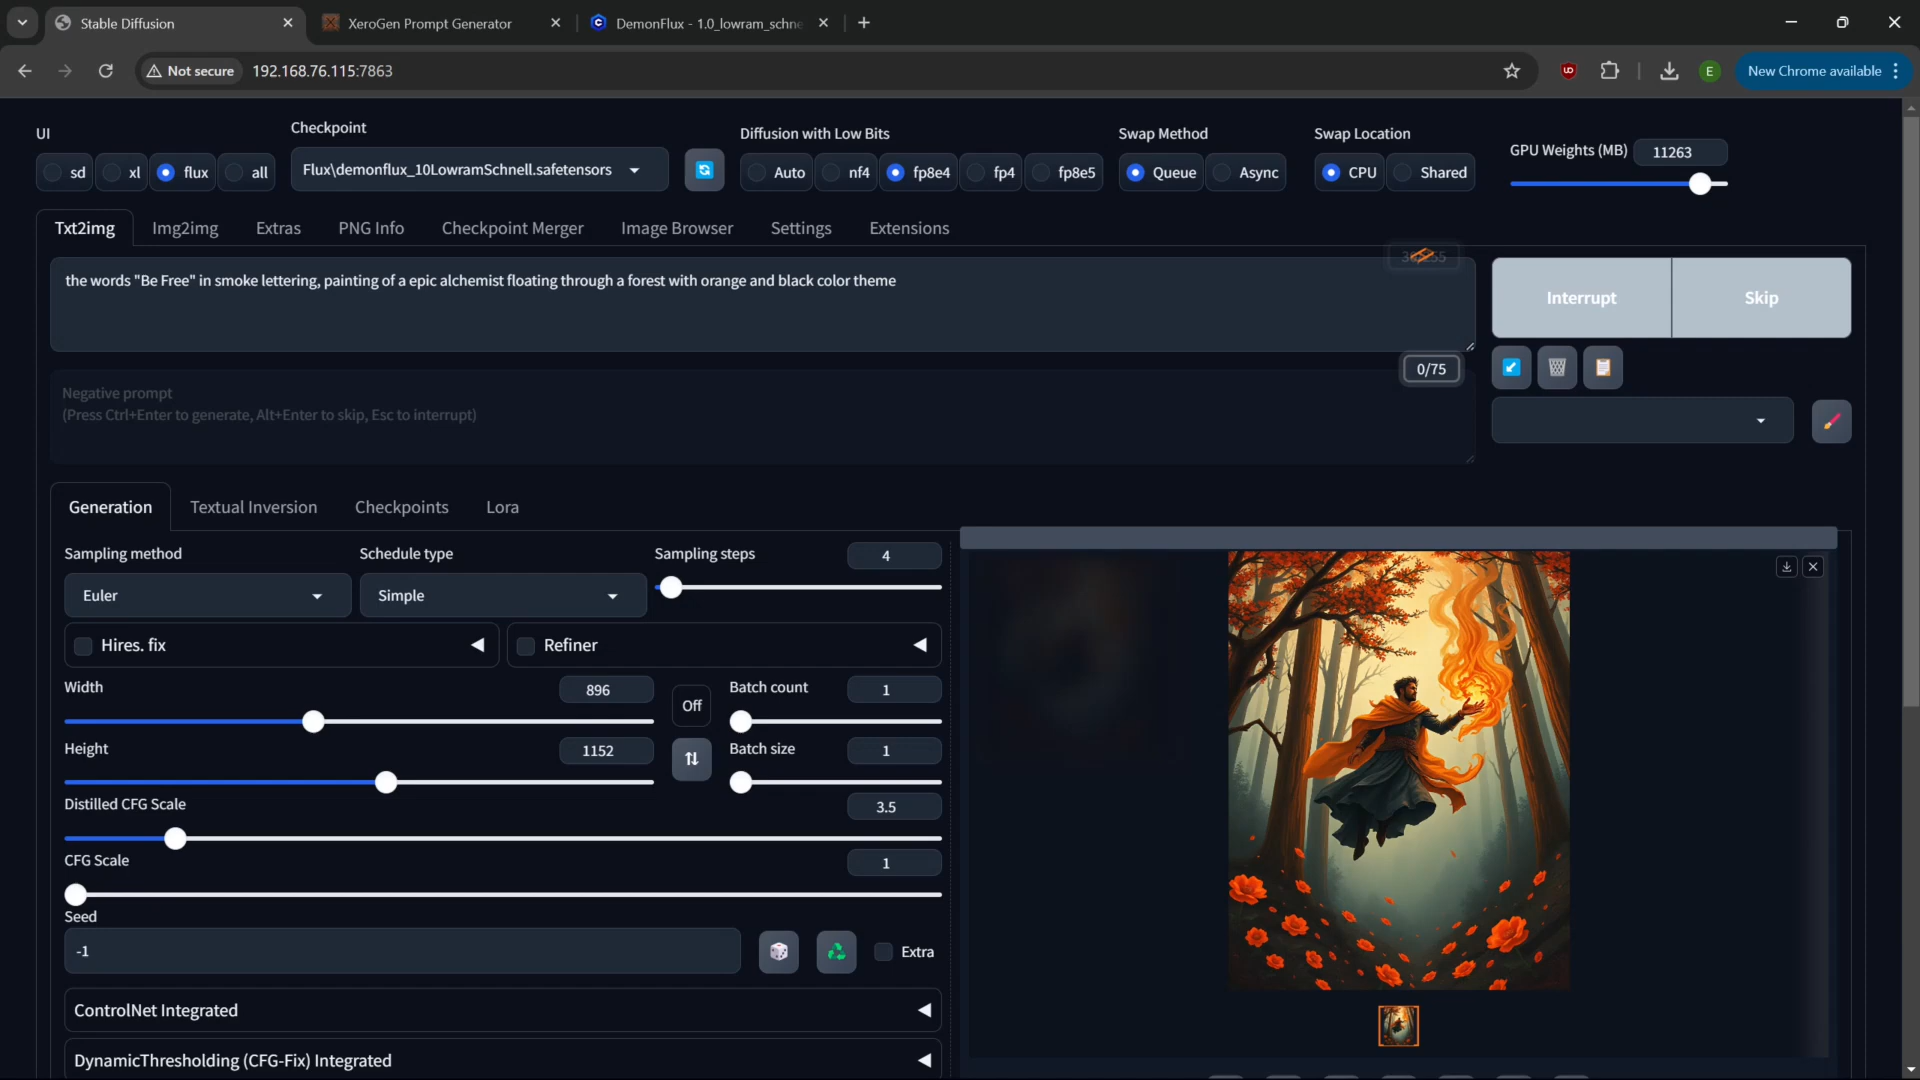 Stable Diffusion
XeroGen Prompt Generator
DemonFlux - 1.0_lowram_schne
Not secure
192.168.76.115:7863
E
New Chrome available
UI
sd
xl
flux
all
Checkpoint
Flux\demonflux_10LowramSchnell.safetensors
Diffusion with Low Bits
Auto
nf4
fp8e4
fp4
fp8e5
Swap Method
Queue
Async
Swap Location
CPU
Shared
GPU Weights (MB)
11263
Txt2img
Img2img
Extras
PNG Info
Checkpoint Merger
Image Browser
Settings
Extensions
the words "Be Free" in smoke lettering, painting of a epic alchemist floating through a forest with orange and black color theme
Interrupt
Skip
0/75
Negative prompt
(Press Ctrl+Enter to generate, Alt+Enter to skip, Esc to interrupt)
Generation
Textual Inversion
Checkpoints
Lora
Sampling method
Euler
Schedule type
Simple
Sampling steps
4
Hires. fix
Refiner
Width
896
Off
Batch count
1
Height
1152
Batch size
1
Distilled CFG Scale
3.5
CFG Scale
1
Seed
-1
Extra
ControlNet Integrated
DynamicThresholding (CFG-Fix) Integrated